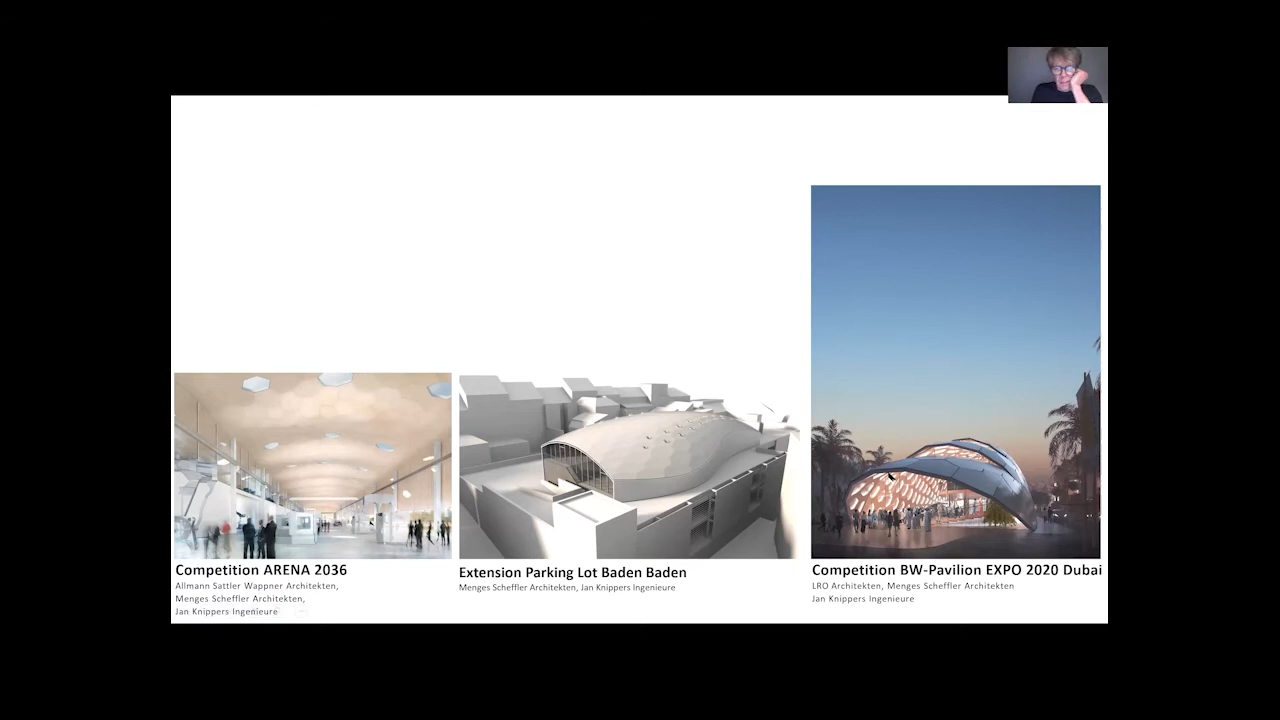 Competition ARENA 2036
Allmann Sattler Wappner Architekten,
Menges Scheffler Architekten,
Jan Knippers Ingenieure
Extension Parking Lot Baden Baden
Menges Scheffler Architekten, Jan Knippers Ingenieure
Competition BW-Pavilion EXPO 2020 Dubai
LRO Architekten, Menges Scheffler Architekten
Jan Knippers Ingenieure